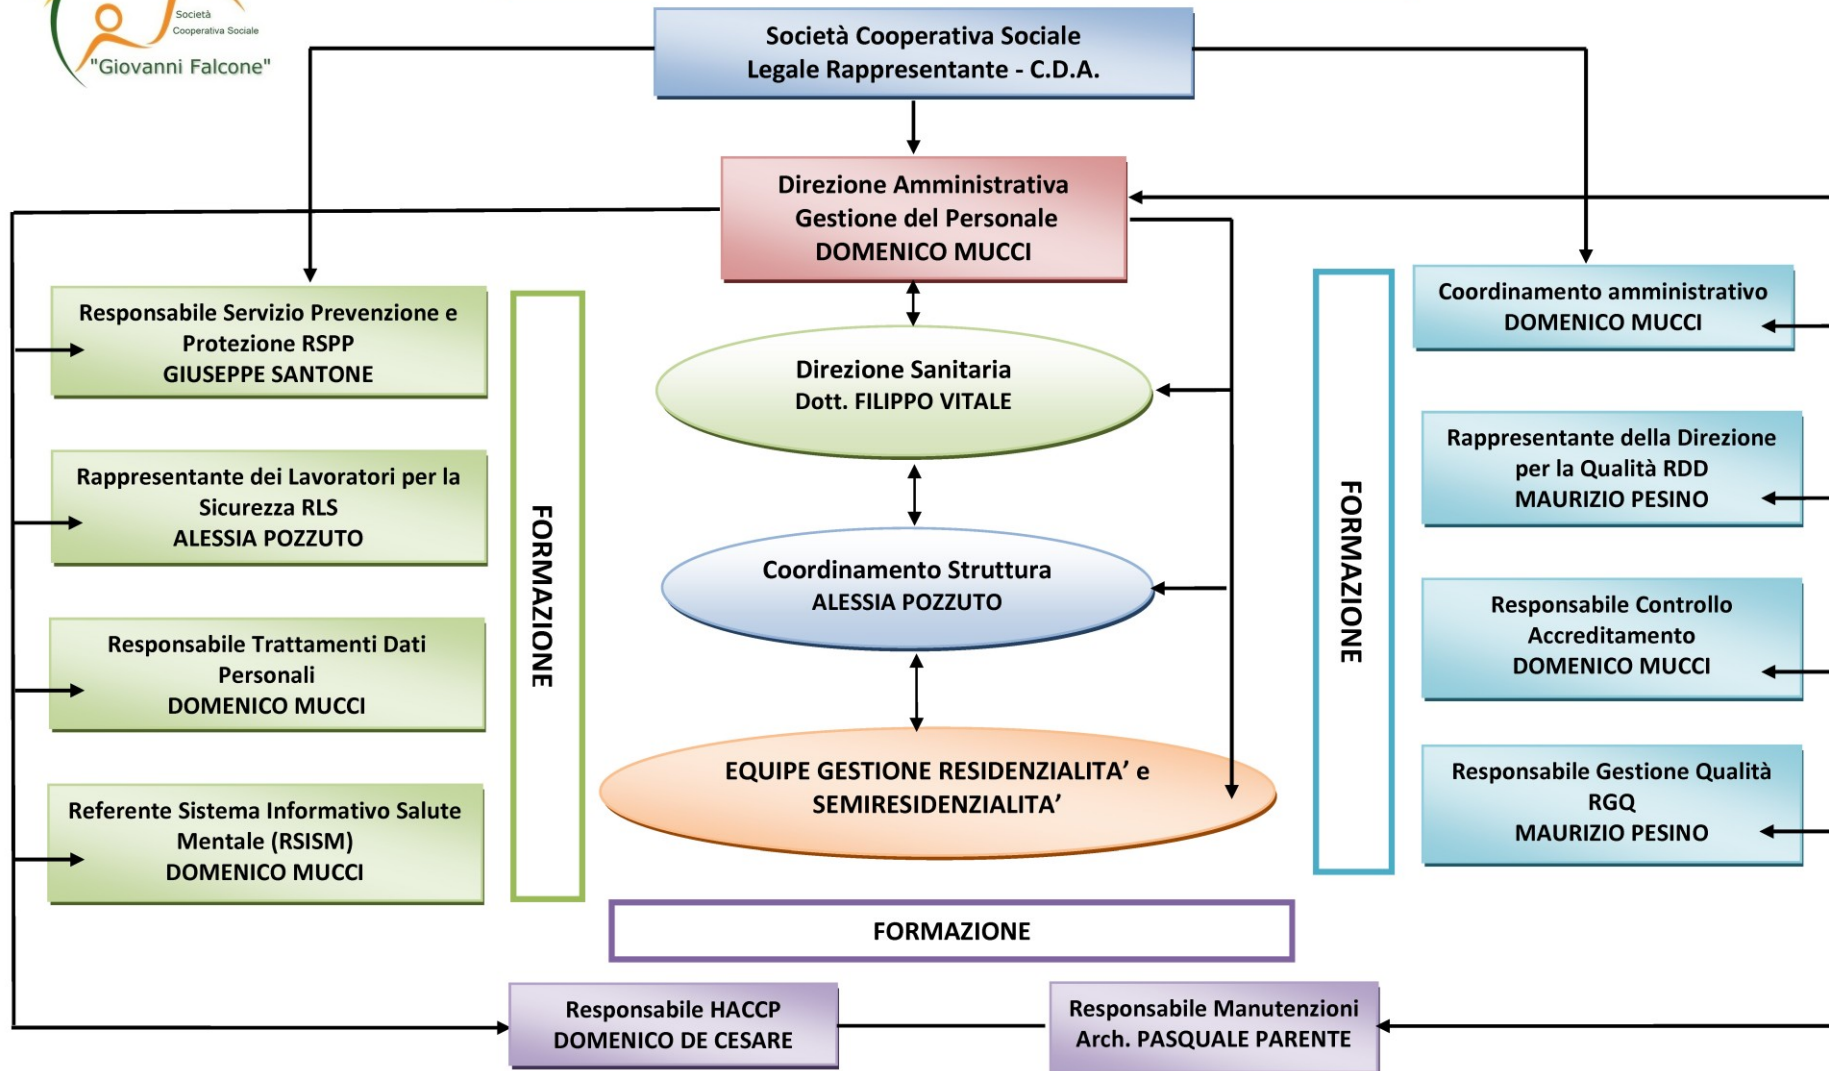 Società
Cooperativa Sociale
"Giovanni Falcone"
Società Cooperativa Sociale
Legale Rappresentante - C.D.A.
Direzione Amministrativa
Gestione del Personale
DOMENICO MUCCI
Responsabile Servizio Prevenzione e
Protezione RSPP
GIUSEPPE SANTONE
Rappresentante dei Lavoratori per la
Sicurezza RLS
ALESSIA POZZUTO
Responsabile Trattamenti Dati
Personali
DOMENICO MUCCI
Referente Sistema Informativo Salute
Mentale (RSISM)
DOMENICO MUCCI
FORMAZIONE
Direzione Sanitaria
Dott. FILIPPO VITALE
Coordinamento Struttura
ALESSIA POZZUTO
EQUIPE GESTIONE RESIDENZIALITA’ e
SEMIRESIDENZIALITA’
FORMAZIONE
Coordinamento amministrativo
DOMENICO MUCCI
Rappresentante della Direzione
per la Qualità RDD
MAURIZIO PESINO
Responsabile Controllo
Accreditamento
DOMENICO MUCCI
Responsabile Gestione Qualità
RGQ
MAURIZIO PESINO
FORMAZIONE
Responsabile HACCP
DOMENICO DE CESARE
Responsabile Manutenzioni
Arch. PASQUALE PARENTE